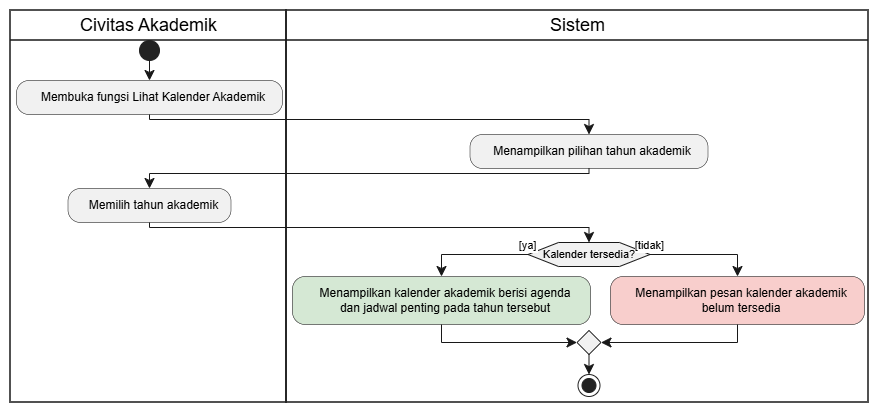 Civitas Akademik
Sistem
Membuka fungsi Lihat Kalender Akademik
Menampilkan pilihan tahun akademik
Memilih tahun akademik
[ya]
Kalender tersedia?
[tidak]
Menampilkan kalender akademik berisi agenda
dan jadwal penting pada tahun tersebut
Menampilkan pesan kalender akademik
belum tersedia